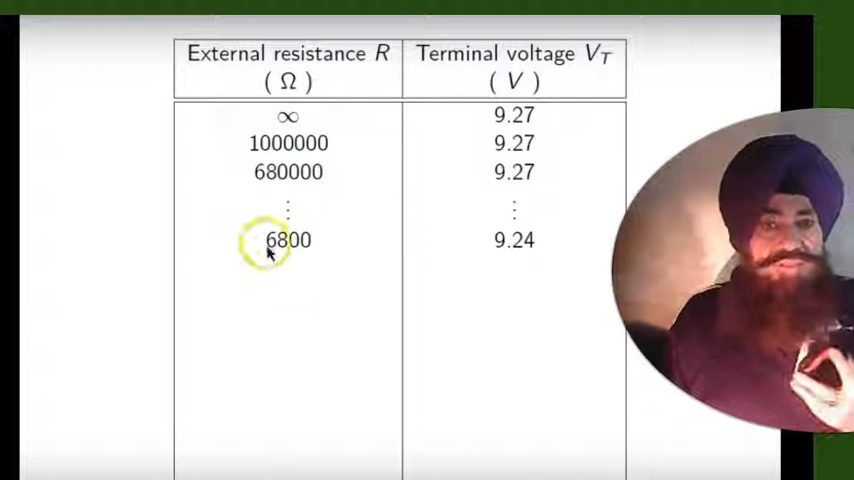 External resistance R Terminal voltage V_T
( Ω ) ( V )
∞ 9.27
1000000 9.27
680000 9.27
⋮ ⋮
6800 9.24